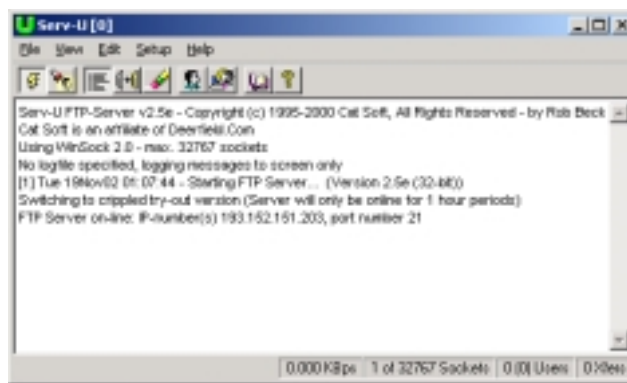 Serv-U [0]
File View Edit Setup Help
Serv-U FTP-Server v2.5e - Copyright (c) 1995-2000 Cat Soft, All Rights Reserved - by Rob Beck
Cat Soft is an affiliate of Deerfield.Com
Using WinSock 2.0 - max. 32767 sockets
No logfile specified, logging messages to screen only
[1] Tue 19Nov02 01:07:44 - Starting FTP Server... (Version 2.5e (32-bit))
Switching to crippled try-out version (Server will only be online for 1 hour periods)
FTP Server on-line: IP-number(s) 193.152.151.203, port number 21
0.000 KBps 1 of 32767 Sockets 0 (0) Users 0 Xfers